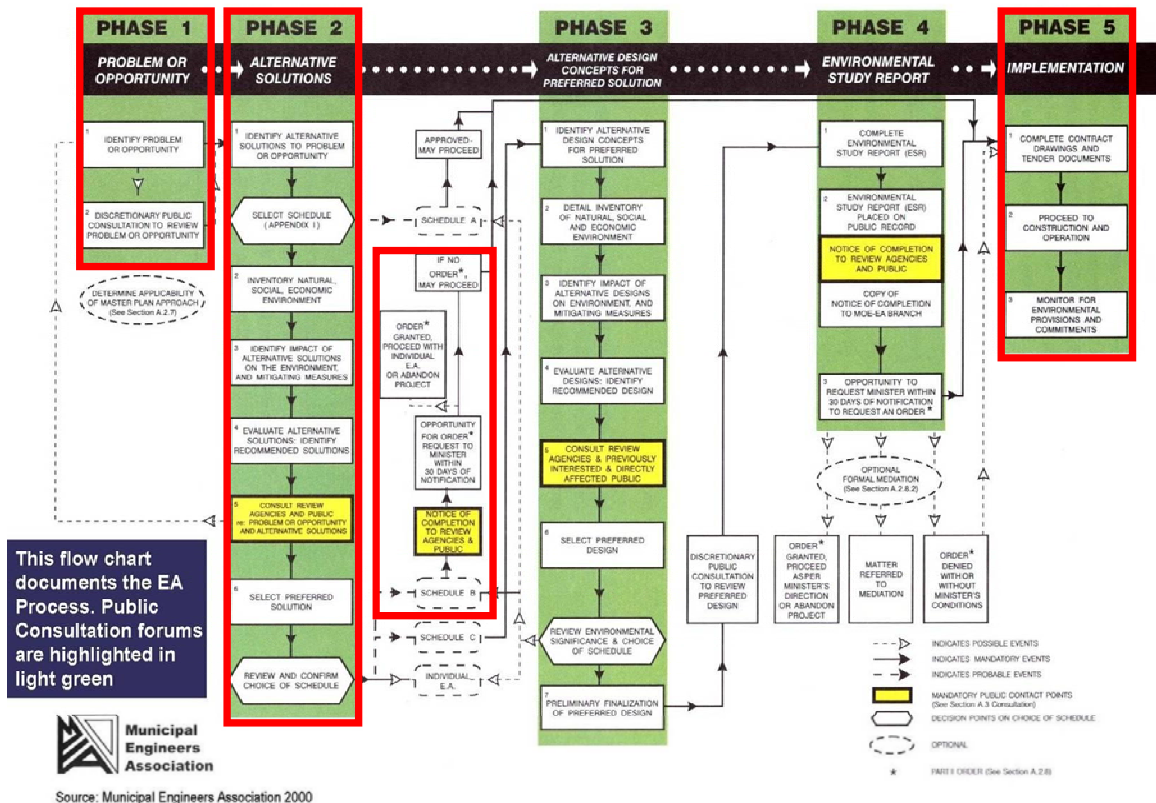 PHASE 1
PROBLEM OR
OPPORTUNITY
1
IDENTIFY PROBLEM
OR OPPORTUNITY
2
DISCRETIONARY PUBLIC
CONSULTATION TO REVIEW
PROBLEM OR OPPORTUNITY
DETERMINE APPLICABILITY
OF MASTER PLAN APPROACH
(See Section A.2.7)
PHASE 2
ALTERNATIVE
SOLUTIONS
1
IDENTIFY ALTERNATIVE
SOLUTIONS TO PROBLEM
OR OPPORTUNITY
SELECT SCHEDULE
(APPENDIX I)
2
INVENTORY NATURAL,
SOCIAL, ECONOMIC
ENVIRONMENT
3
IDENTIFY IMPACT OF
ALTERNATIVE SOLUTIONS
ON THE ENVIRONMENT,
AND MITIGATING MEASURES
4
EVALUATE ALTERNATIVE
SOLUTIONS: IDENTIFY
RECOMMENDED SOLUTIONS
5
CONSULT REVIEW
AGENCIES AND PUBLIC
re: PROBLEM OR OPPORTUNITY
AND ALTERNATIVE SOLUTIONS
6
SELECT PREFERRED
SOLUTION
REVIEW AND CONFIRM
CHOICE OF SCHEDULE
APPROVED-
MAY PROCEED
SCHEDULE A
IF NO
ORDER*,
MAY PROCEED
ORDER*
GRANTED,
PROCEED WITH
INDIVIDUAL
E.A.
OR ABANDON
PROJECT
OPPORTUNITY
FOR ORDER*
REQUEST TO
MINISTER
WITHIN
30 DAYS OF
NOTIFICATION
NOTICE OF
COMPLETION
TO REVIEW
AGENCIES &
PUBLIC
SCHEDULE B
SCHEDULE C
INDIVIDUAL
E.A.
PHASE 3
ALTERNATIVE DESIGN
CONCEPTS FOR
PREFERRED SOLUTION
1
IDENTIFY ALTERNATIVE
DESIGN CONCEPTS
FOR PREFERRED
SOLUTION
2
DETAIL INVENTORY
OF NATURAL, SOCIAL
AND ECONOMIC
ENVIRONMENT
3
IDENTIFY IMPACT OF
ALTERNATIVE DESIGNS
ON ENVIRONMENT, AND
MITIGATING MEASURES
4
EVALUATE ALTERNATIVE
DESIGNS: IDENTIFY
RECOMMENDED DESIGN
5
CONSULT REVIEW
AGENCIES & PREVIOUSLY
INTERESTED & DIRECTLY
AFFECTED PUBLIC
6
SELECT PREFERRED
DESIGN
REVIEW ENVIRONMENTAL
SIGNIFICANCE & CHOICE
OF SCHEDULE
7
PRELIMINARY FINALIZATION
OF PREFERRED DESIGN
DISCRETIONARY
PUBLIC
CONSULTATION
TO REVIEW
PREFERRED
DESIGN
PHASE 4
ENVIRONMENTAL
STUDY REPORT
1
COMPLETE
ENVIRONMENTAL
STUDY REPORT (ESR)
2
ENVIRONMENTAL
STUDY REPORT (ESR)
PLACED ON
PUBLIC RECORD
NOTICE OF COMPLETION
TO REVIEW AGENCIES
AND PUBLIC
COPY OF
NOTICE OF COMPLETION
TO MOE-EA BRANCH
3
OPPORTUNITY TO
REQUEST MINISTER WITHIN
30 DAYS OF NOTIFICATION
TO REQUEST AN ORDER*
OPTIONAL
FORMAL MEDIATION
(See Section A.2.8.2)
ORDER*
GRANTED,
PROCEED
ASPER
MINISTER'S
DIRECTION
OR ABANDON
PROJECT
MATTER
REFERRED
TO
MEDIATION
ORDER*
DENIED WITH OR
WITHOUT
MINISTER'S
CONDITIONS
PHASE 5
IMPLEMENTATION
1
COMPLETE CONTRACT
DRAWINGS AND
TENDER DOCUMENTS
2
PROCEED TO
CONSTRUCTION AND
OPERATION
3
MONITOR FOR
ENVIRONMENTAL
PROVISIONS AND
COMMITMENTS
INDICATES POSSIBLE EVENTS
INDICATES MANDATORY EVENTS
INDICATES PROBABLE EVENTS
MANDATORY PUBLIC CONTACT POINTS
(See Section A.3 Consultation)
DECISION POINTS ON CHOICE OF SCHEDULE
OPTIONAL
* PART II ORDER (See Section A.2.8)
This flow chart
documents the EA
Process. Public
Consultation forums
are highlighted in
light green
Municipal
Engineers
Association
Source: Municipal Engineers Association 2000